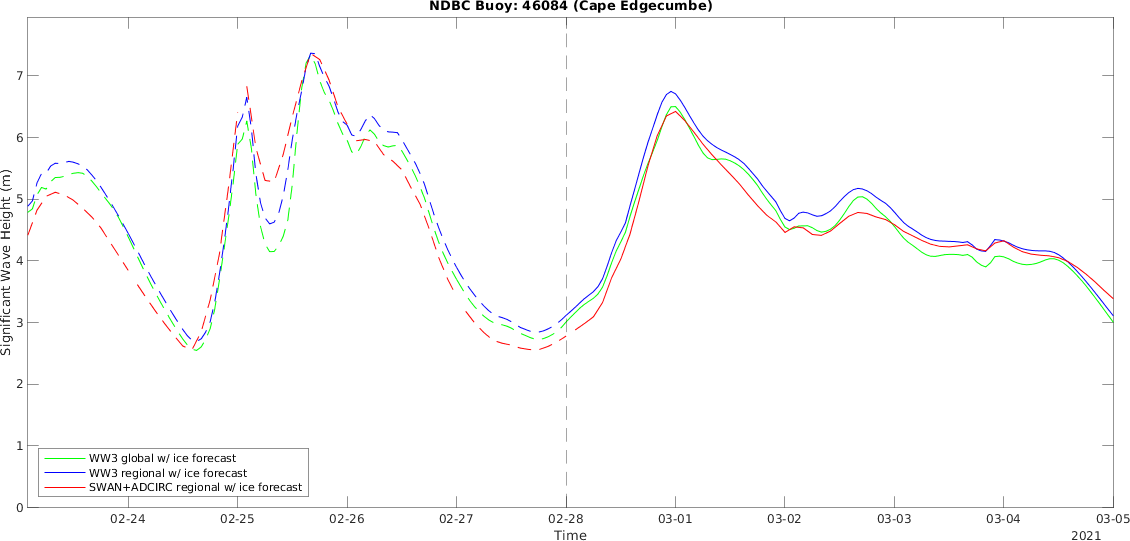 NDBC Buoy: 46084 (Cape Edgecumbe)
Significant Wave Height (m)
7
6
5
4
3
2
1
0
WW3 global w/ ice forecast
WW3 regional w/ ice forecast
SWAN+ADCIRC regional w/ ice forecast
02-24 02-25 02-26 02-27 02-28 03-01 03-02 03-03 03-04 03-05
Time
2021